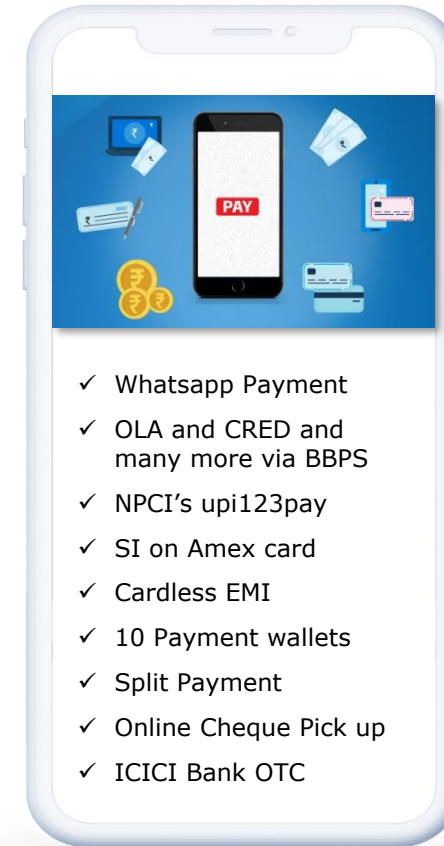 PAY
✓ Whatsapp Payment
✓ OLA and CRED and
many more via BBPS
✓ NPCI's upi123pay
✓ SI on Amex card
✓ Cardless EMI
✓ 10 Payment wallets
✓ Split Payment
✓ Online Cheque Pick up
✓ ICICI Bank OTC